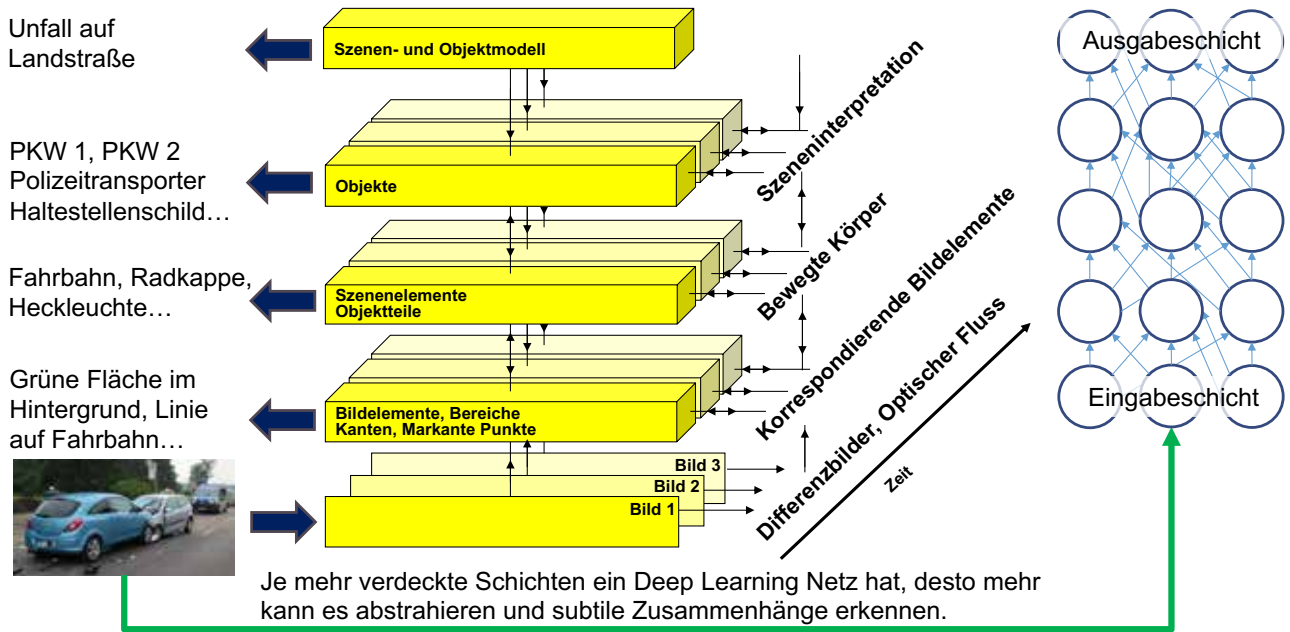 Unfall auf
Landstraße
Szenen- und Objektmodell
PKW 1, PKW 2
Polizeitransporter
Haltestellenschild…
Objekte
Fahrbahn, Radkappe,
Heckleuchte…
Szenenelemente
Objektteile
Grüne Fläche im
Hintergrund, Linie
auf Fahrbahn…
Bildelemente, Bereiche
Kanten, Markante Punkte
Bild 3
Bild 2
Bild 1
Szeneninterpretation
Bewegte Körper
Korrespondierende Bildelemente
Differenzbilder, Optischer Fluss
Zeit
Ausgabeschicht
Eingabeschicht
Je mehr verdeckte Schichten ein Deep Learning Netz hat, desto mehr
kann es abstrahieren und subtile Zusammenhänge erkennen.